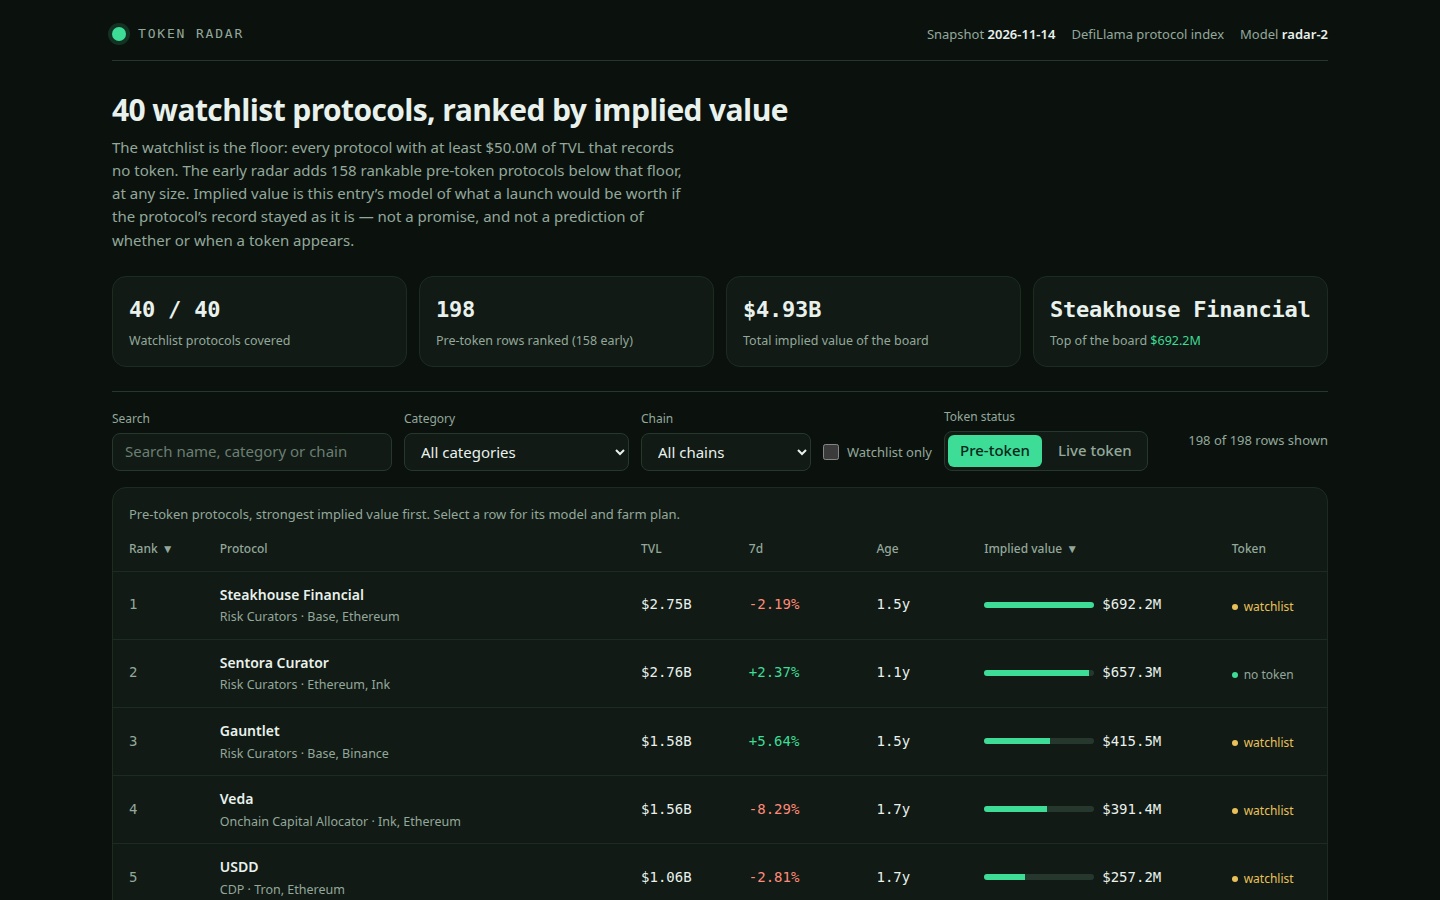 TOKEN RADAR
Snapshot 2026-11-14 DefiLlama protocol index Model radar-2
40 watchlist protocols, ranked by implied value
The watchlist is the floor: every protocol with at least $50.0M of TVL that records
no token. The early radar adds 158 rankable pre-token protocols below that floor,
at any size. Implied value is this entry’s model of what a launch would be worth if
the protocol’s record stayed as it is — not a promise, and not a prediction of
whether or when a token appears.
40 / 40
Watchlist protocols covered
198
Pre-token rows ranked (158 early)
$4.93B
Total implied value of the board
Steakhouse Financial
Top of the board $692.2M
Search
Search name, category or chain
Category
All categories
Chain
All chains
Watchlist only
Token status
Pre-token Live token
198 of 198 rows shown
Pre-token protocols, strongest implied value first. Select a row for its model and farm plan.
Rank ▼ Protocol TVL 7d Age Implied value ▼ Token
1 Steakhouse Financial $2.75B -2.19% 1.5y $692.2M watchlist
Risk Curators · Base, Ethereum
2 Sentora Curator $2.76B +2.37% 1.1y $657.3M no token
Risk Curators · Ethereum, Ink
3 Gauntlet $1.58B +5.64% 1.5y $415.5M watchlist
Risk Curators · Base, Binance
4 Veda $1.56B -8.29% 1.7y $391.4M watchlist
Onchain Capital Allocator · Ink, Ethereum
5 USDD $1.06B -2.81% 1.7y $257.2M watchlist
CDP · Tron, Ethereum